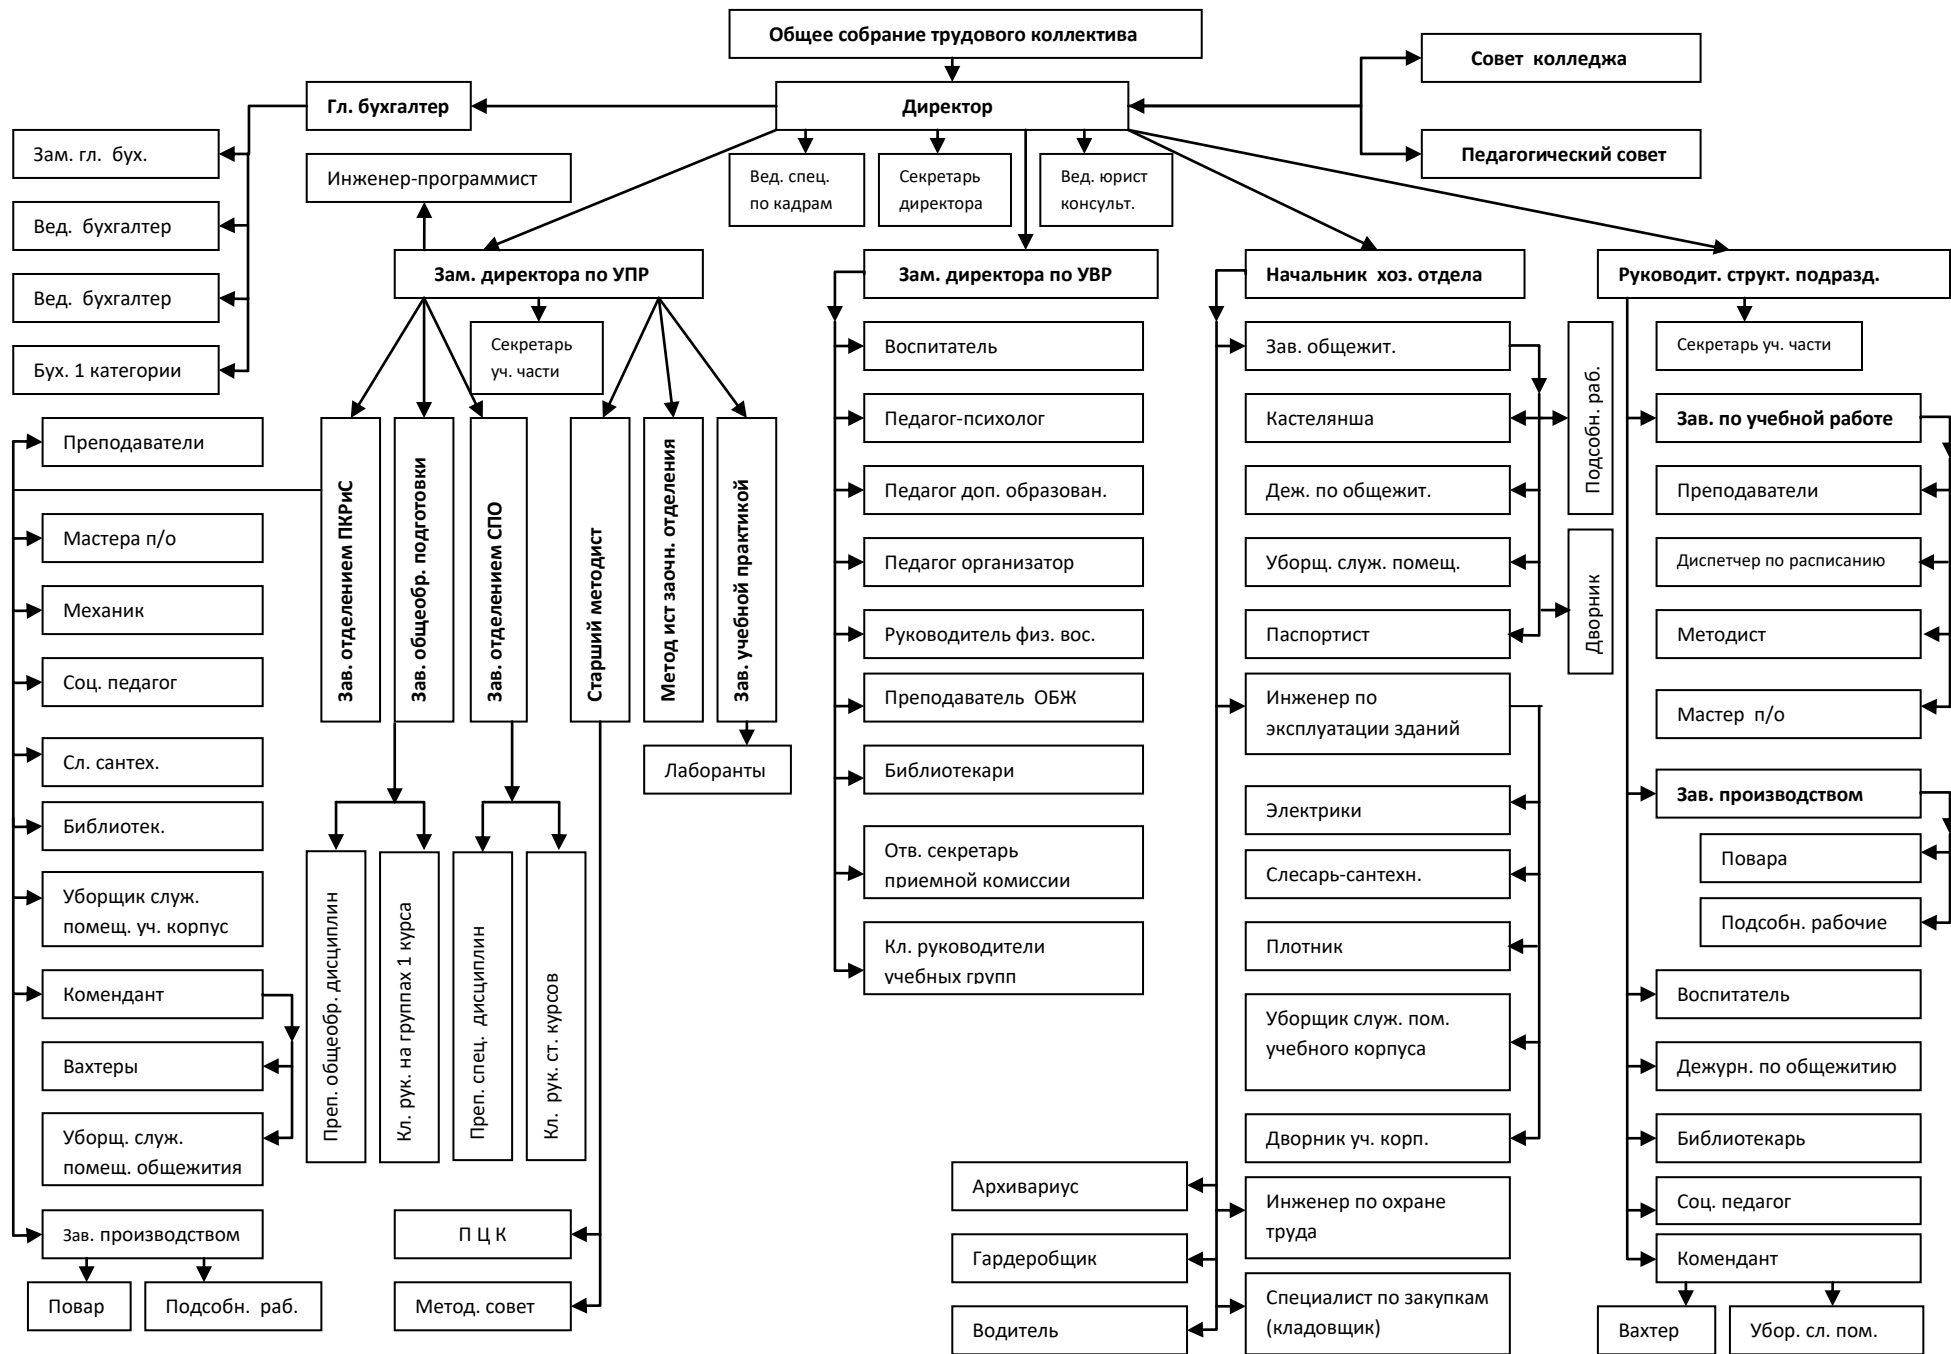 Общее собрание трудового коллектива
Совет колледжа
Гл. бухгалтер
Директор
Педагогический совет
Зам. гл. бух.
Вед. бухгалтер
Вед. бухгалтер
Бух. 1 категории
Инженер-программист
Вед. спец.
по кадрам
Секретарь
директора
Вед. юрист
консульт.
Зам. директора по УПР
Зам. директора по УВР
Начальник хоз. отдела
Руководит. структ. подразд.
Секретарь
уч. части
Преподаватели
Мастера п/о
Механик
Соц. педагог
Сл. сантех.
Библиотек.
Уборщик служ.
помещ. уч. корпус
Комендант
Вахтеры
Уборщ. служ.
помещ. общежития
Зав. производством
Повар
Подсобн. раб.
Зав. отделением ПКРиС
Зав. общеобр. подготовки
Зав. отделением СПО
Старший методист
Метод ист заочн. отделения
Зав. учебной практикой
Лаборанты
Преп. общеобр. дисциплин
Кл. рук. на группах 1 курса
Преп. спец. дисциплин
Кл. рук. ст. курсов
П Ц К
Метод. совет
Воспитатель
Педагог-психолог
Педагог доп. образован.
Педагог организатор
Руководитель физ. вос.
Преподаватель ОБЖ
Библиотекари
Отв. секретарь
приемной комиссии
Кл. руководители
учебных групп
Зав. общежит.
Кастелянша
Деж. по общежит.
Уборщ. служ. помещ.
Паспортист
Подсобн. раб.
Дворник
Инженер по
эксплуатации зданий
Электрики
Слесарь-сантехн.
Плотник
Уборщик служ. пом.
учебного корпуса
Дворник уч. корп.
Архивариус
Инженер по охране
труда
Гардеробщик
Специалист по закупкам
(кладовщик)
Водитель
Секретарь уч. части
Зав. по учебной работе
Преподаватели
Диспетчер по расписанию
Методист
Мастер п/о
Зав. производством
Повара
Подсобн. рабочие
Воспитатель
Дежурн. по общежитию
Библиотекарь
Соц. педагог
Комендант
Вахтер
Убор. сл. пом.